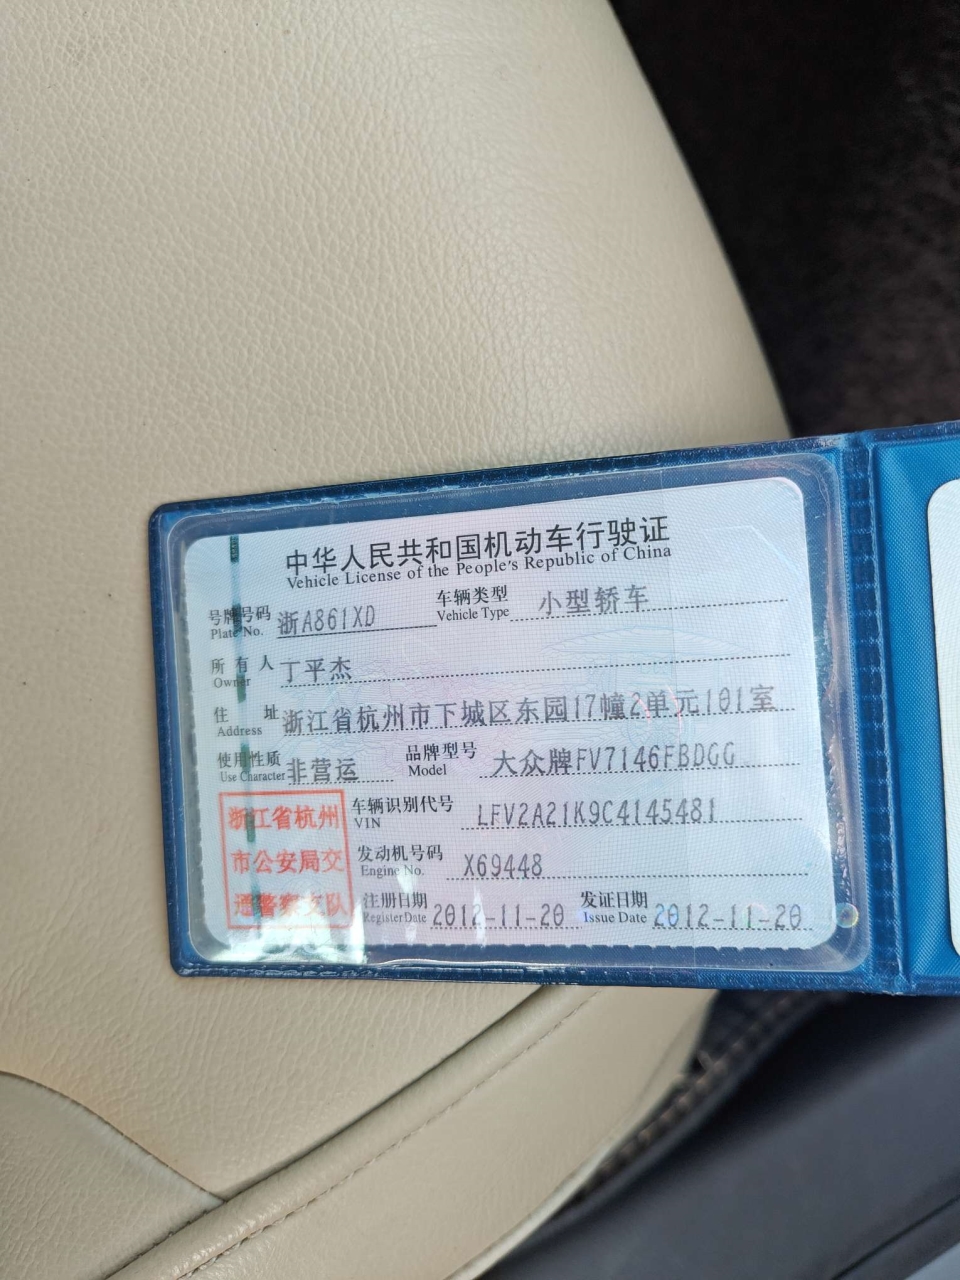 中华人民共和国机动车行驶证
Vehicle License of the People's Republic of China
号牌号码 浙A861XD 车辆类型 小型轿车
Plate No. Vehicle Type
所有人 丁平杰
Owner
住址 浙江省杭州市下城区东园17幢2单元101室
Address
使用性质 非营运 品牌型号 大众牌FV7146FBDGG
Use Character Model
浙江省杭州
市公安局交
通警察支队
车辆识别代号 LFV2A21K9C4145481
VIN
发动机号码 X69448
Engine No.
注册日期 2012-11-20 发证日期 2012-11-20
Register Date Issue Date